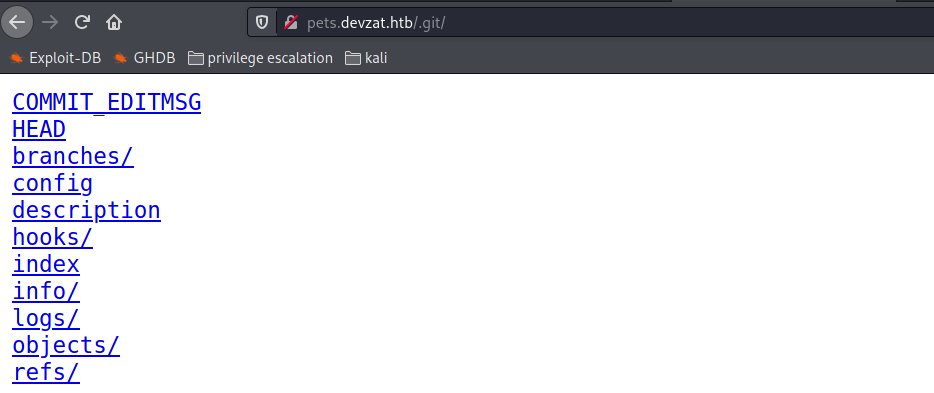 pets.devzat.htb/.git/
Exploit-DB GHDB privilege escalation kali
COMMIT_EDITMSG
HEAD
branches/
config
description
hooks/
index
info/
logs/
objects/
refs/